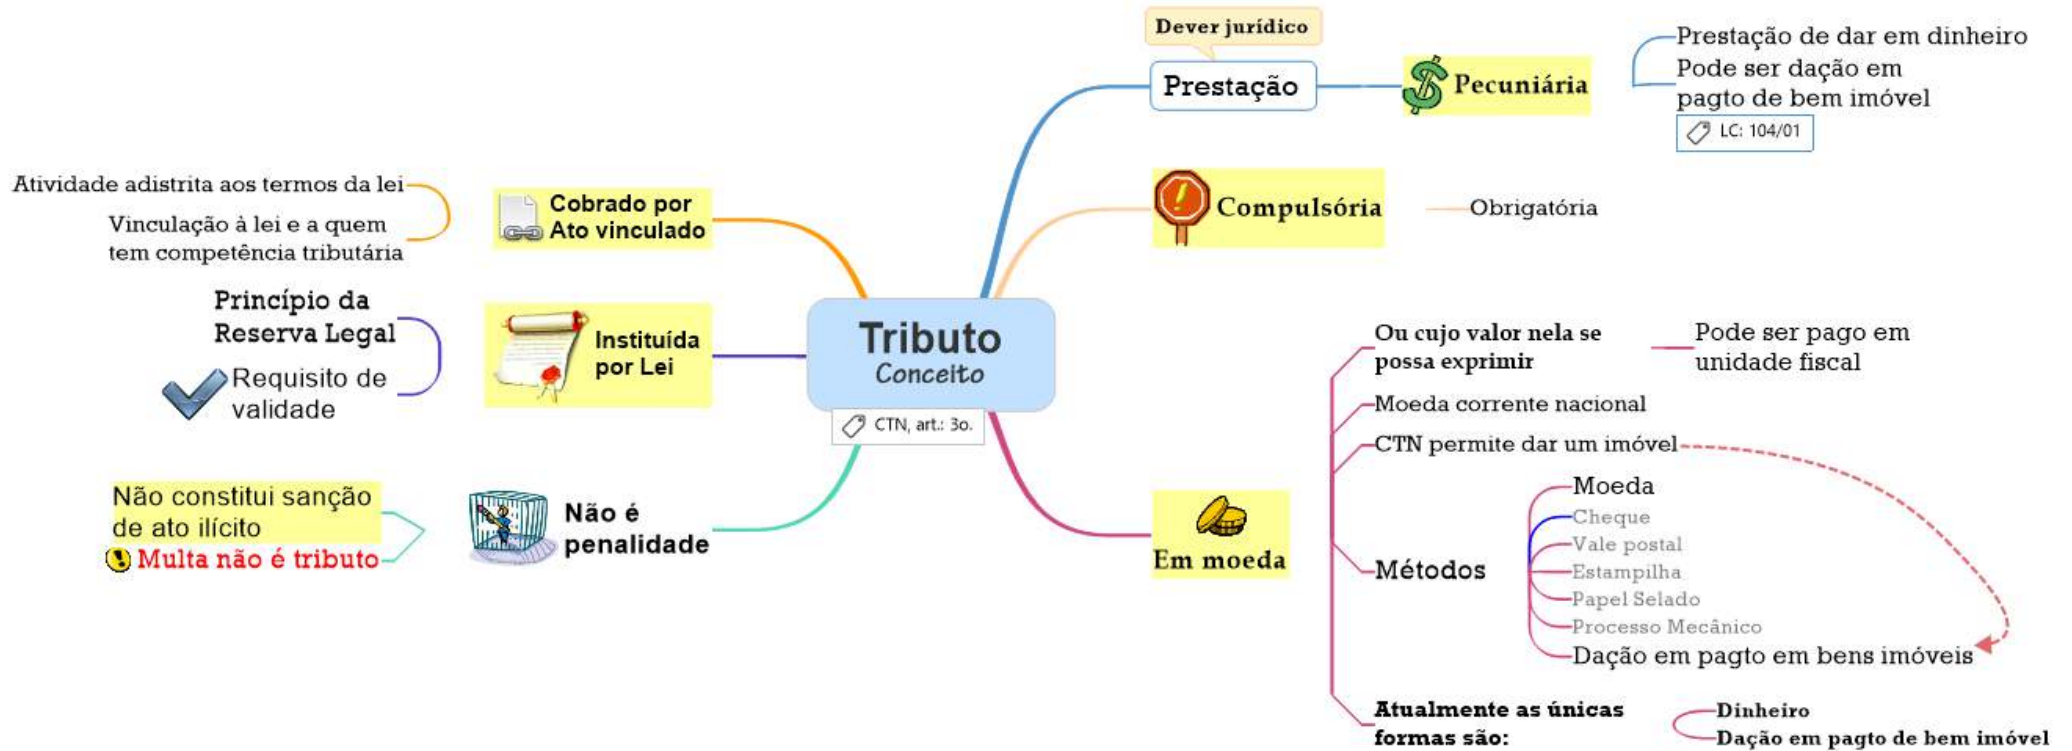 Tributo
Conceito
CTN, art.: 3o.
Dever jurídico
Prestação
Pecuniária
Prestação de dar em dinheiro
Pode ser dação em
pagto de bem imóvel
LC: 104/01
Compulsória
Obrigatória
Em moeda
Ou cujo valor nela se
possa exprimir
Pode ser pago em
unidade fiscal
Moeda corrente nacional
CTN permite dar um imóvel
Métodos
Moeda
Cheque
Vale postal
Estampilha
Papel Selado
Processo Mecânico
Dação em pagto em bens imóveis
Atualmente as únicas
formas são:
Dinheiro
Dação em pagto de bem imóvel
Cobrado por
Ato vinculado
Atividade adistrita aos termos da lei
Vinculação à lei e a quem
tem competência tributária
Instituída
por Lei
Princípio da
Reserva Legal
Requisito de
validade
Não é
penalidade
Não constitui sanção
de ato ilícito
Multa não é tributo